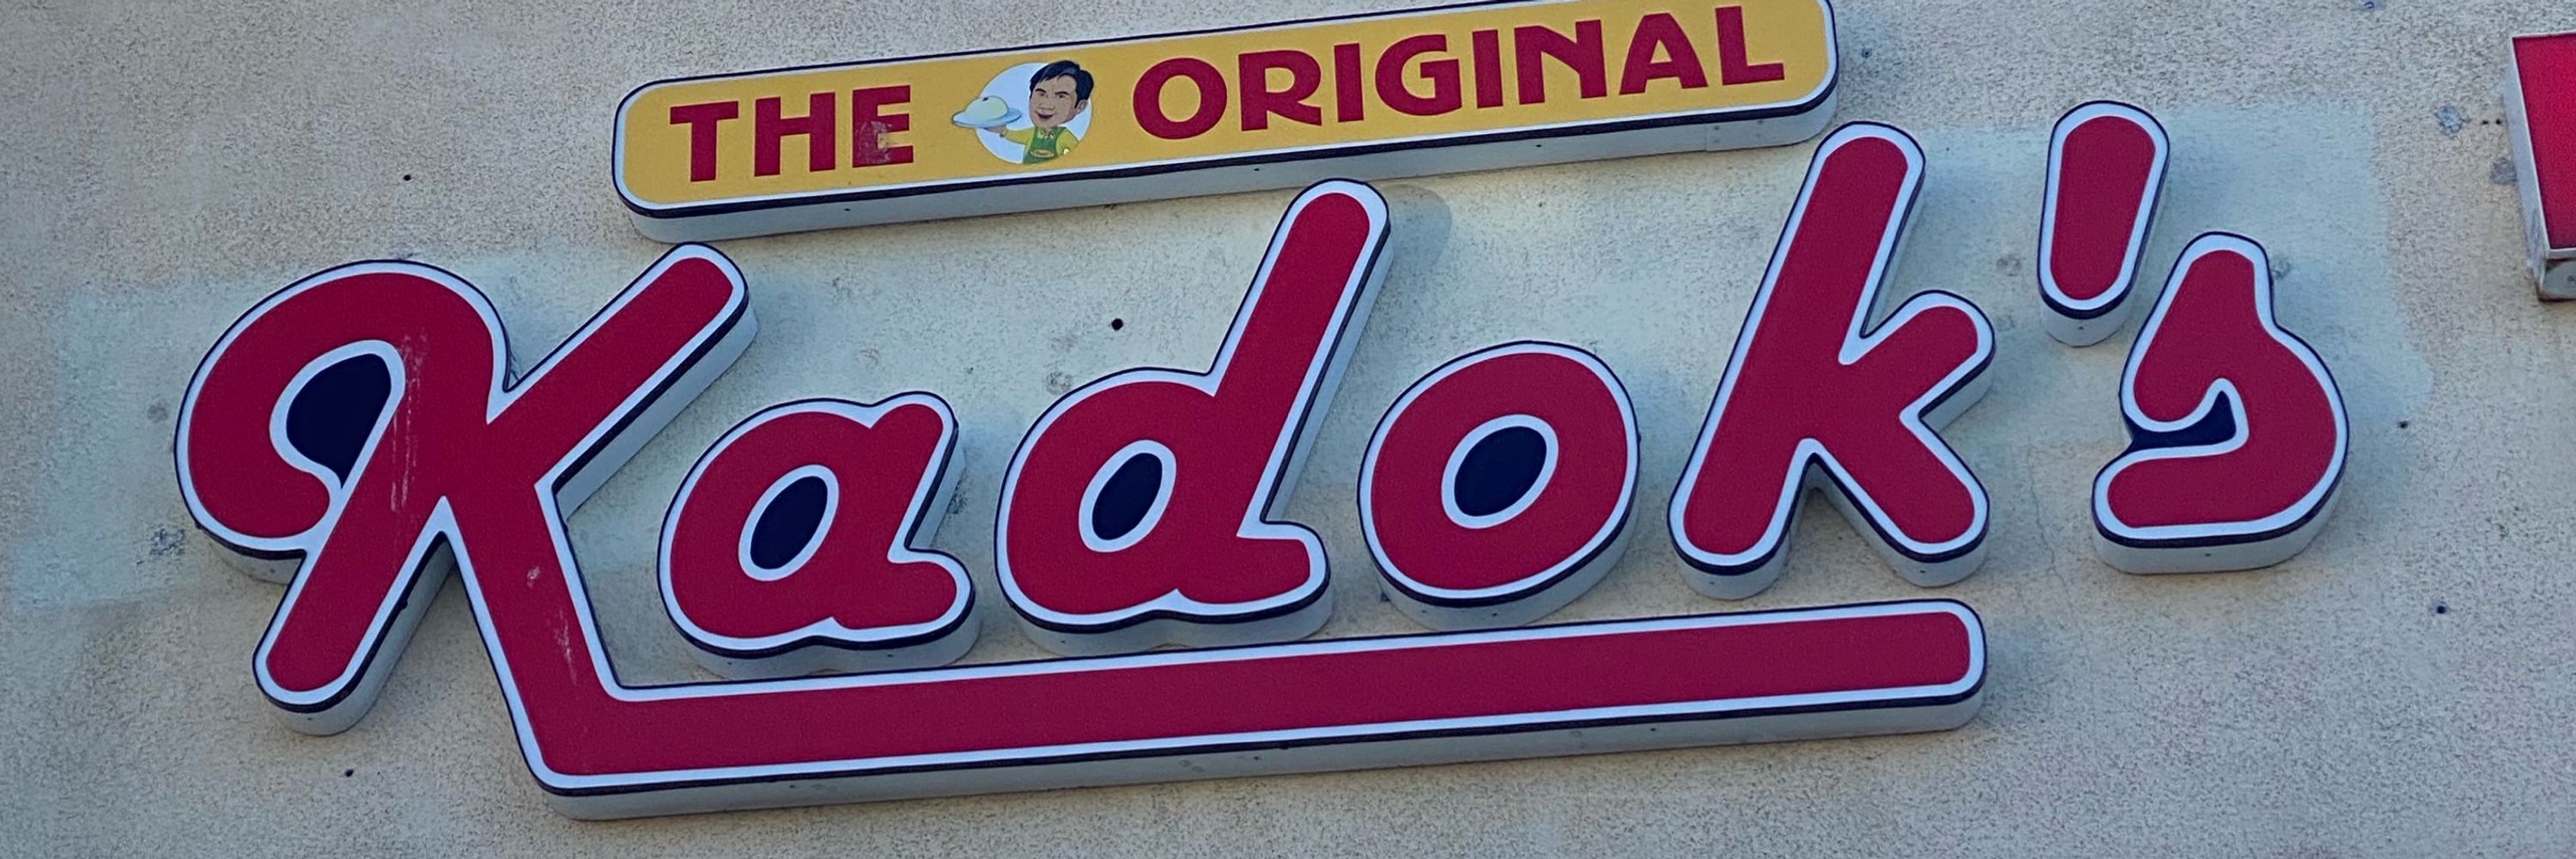 THE ORIGINAL
Kadok's